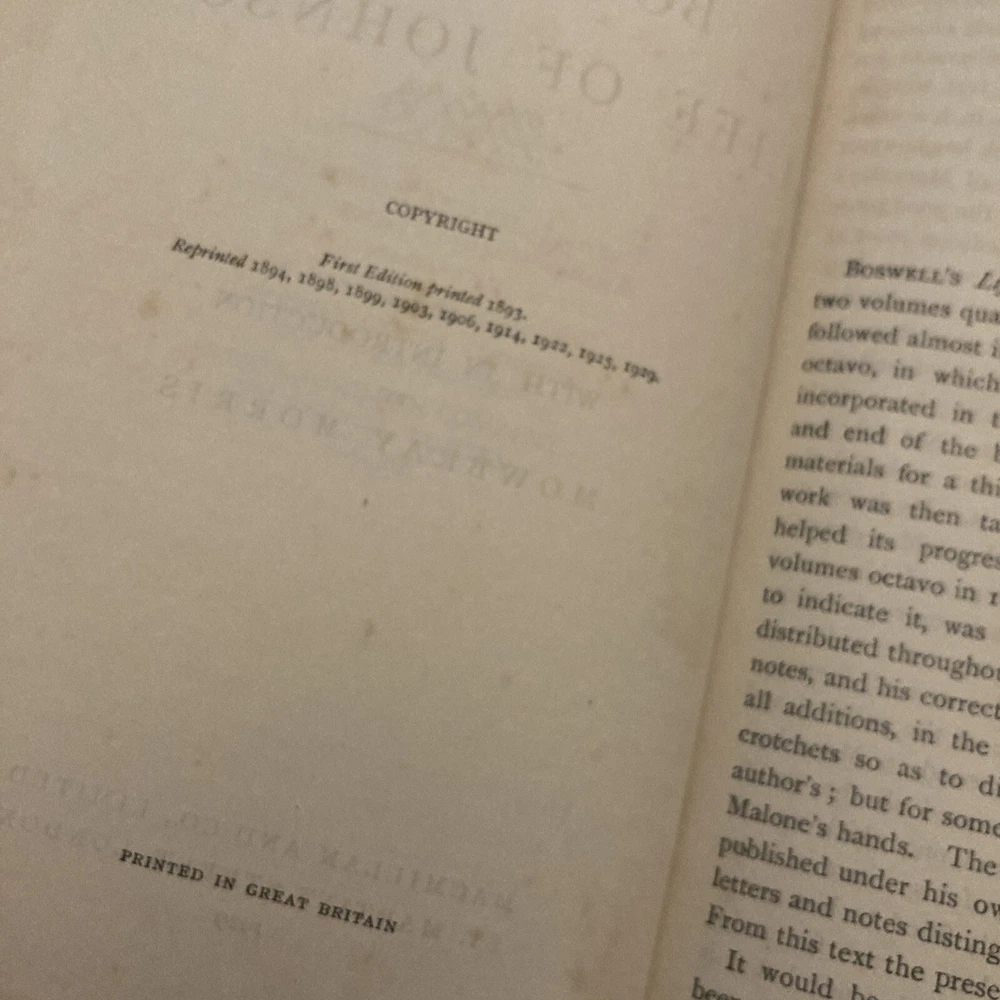 COPYRIGHT
First Edition printed 1893.
Reprinted 1894, 1898, 1899, 1903, 1906, 1914, 1922, 1925, 1929.
PRINTED IN GREAT BRITAIN
BOSWELL'S
two volumes
followed almost
octavo, in which
incorporated in
and end of the
materials for a
work was then
helped its
volumes octavo in
to indicate it, was
distributed
notes, and his
all additions, in the
crotchets so as to
author's; but for
Malone's hands. The
published under his
letters and notes
From this text the
It would